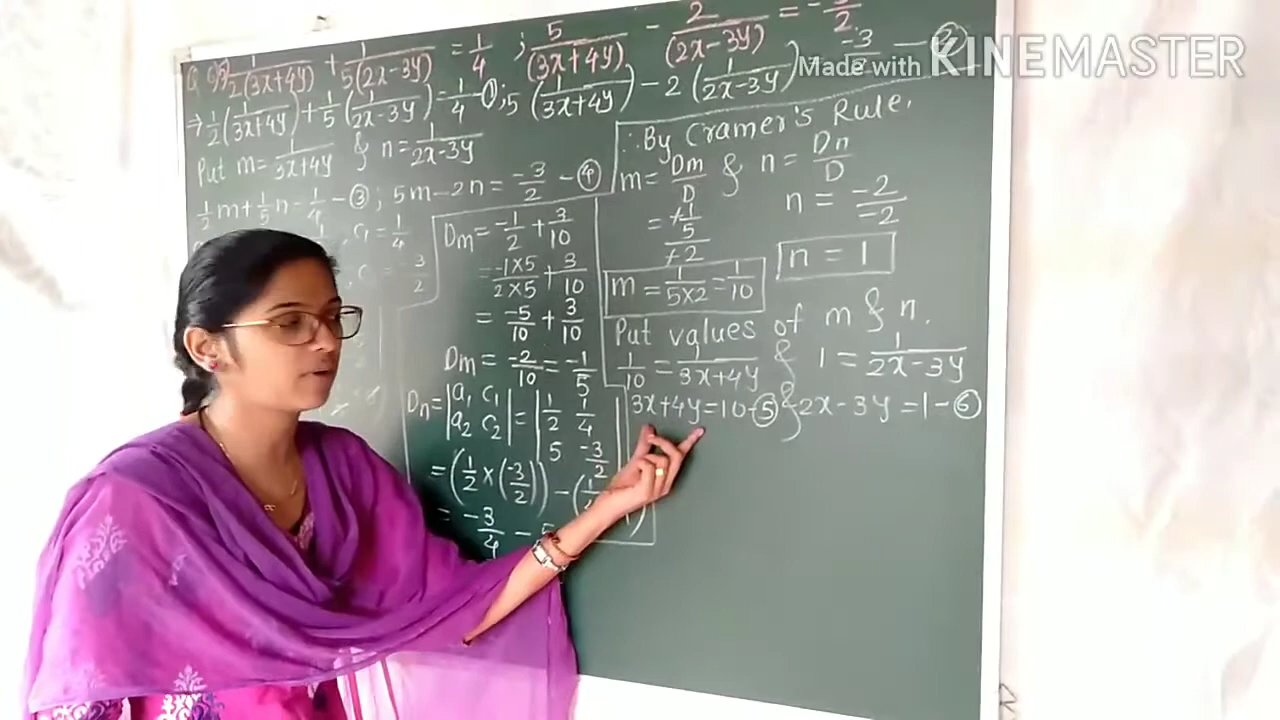 1/2(3x+4y) + 1/5(2x-3y) = 1/4 ; 5/(3x+4y) - 2/(2x-3y) = -3/2.
⇒ 1/2(1/3x+4y) + 1/5(1/2x-3y) = 1/4 ① ; 5(1/3x+4y) - 2(1/2x-3y) -3/2 - ②
Put m = 1/3x+4y & n = 1/2x-3y
1/2m + 1/5n - 1/4 - ③ ; 5m - 2n = -3/2 - ④
c₁ = 1/4
3/2
Dm = -1/2 + 3/10
= -1×5/2×5 + 3/10
= -5/10 + 3/10
Dm = -2/10 = -1/5
Dn = |a₁ c₁ a₂ c₂| = |1/2 1/4 5 -3/2|
= (1/2 × (-3/2)) - (1/
= -3/4 - 5
∴ By Cramer's Rule.
m = Dm/D & n = Dn/D
= -1/5/-2
n = -2/-2
m = 1/5×2 = 1/10
n = 1
Put values of m & n.
1/10 = 1/3x+4y & 1 = 1/2x-3y
3x+4y = 10 - ⑤ & 2x - 3y = 1 - ⑥
Made with KINEMASTER